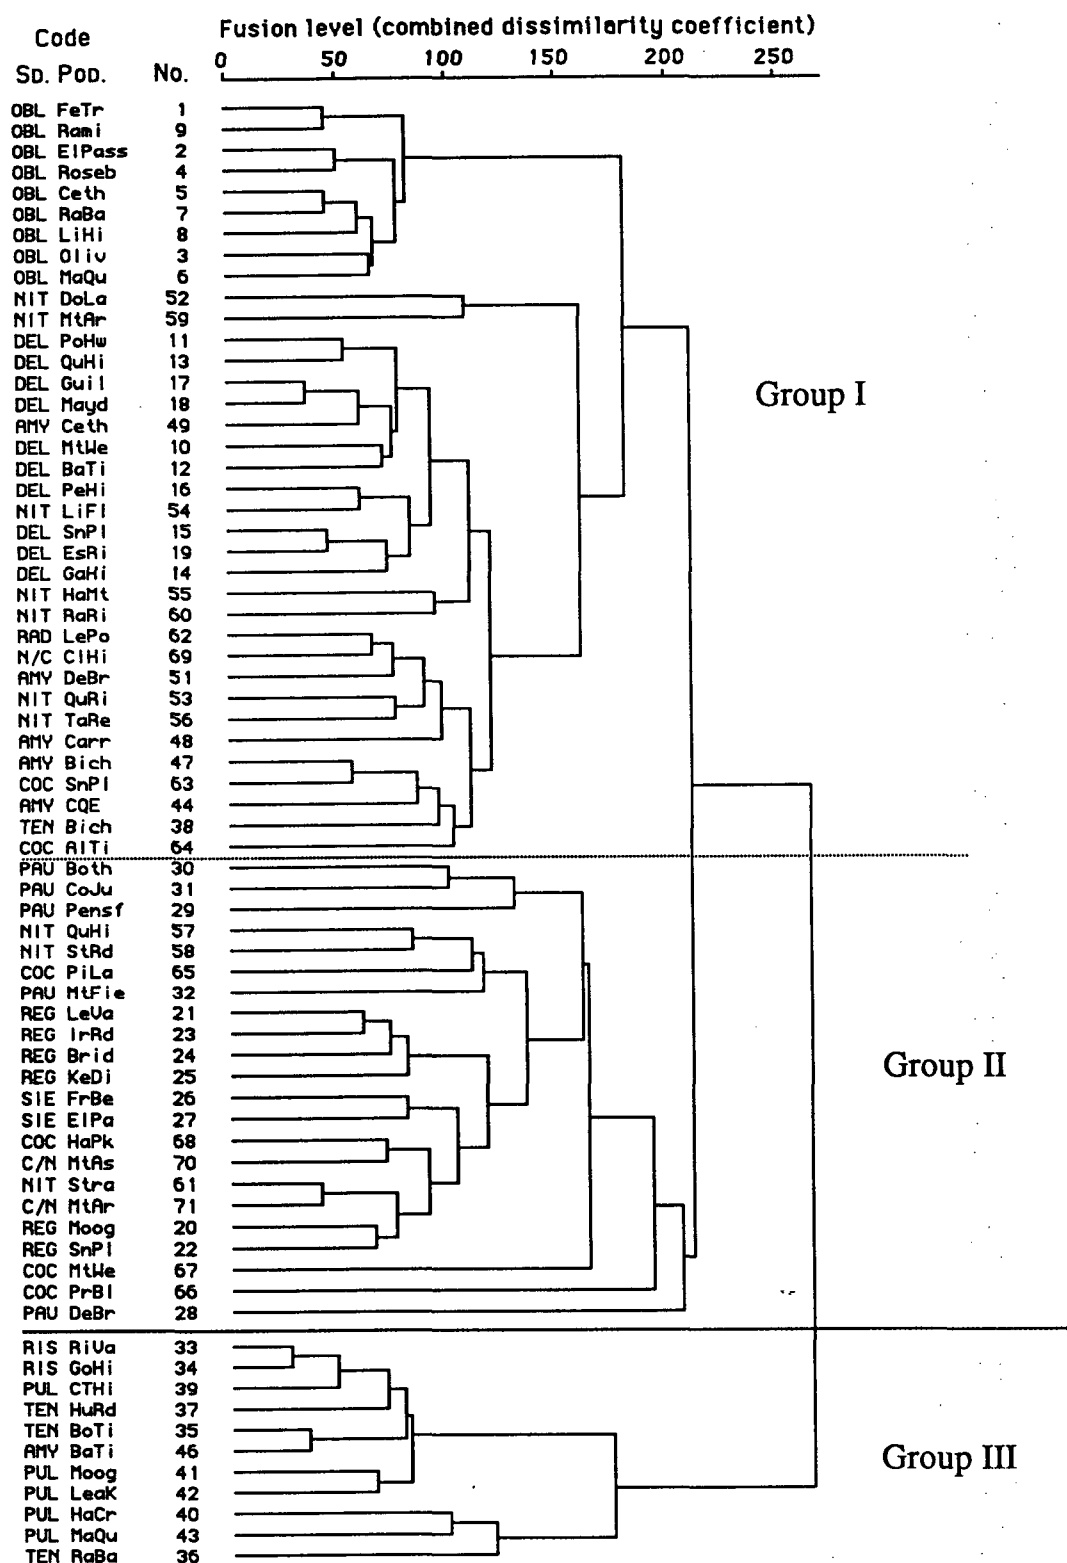 Fusion level (combined dissimilarity coefficient)
Code
0 50 100 150 200 250
Sp. Pop. No.
OBL FeTr 1
OBL Rami 9
OBL ElPass 2
OBL Roseb 4
OBL Ceth 5
OBL RaBa 7
OBL LiHi 8
OBL Oliv 3
OBL MaQu 6
NIT DoLa 52
NIT MtAr 59
DEL PoHw 11
DEL QuHi 13
DEL Guil 17
DEL Mayd 18
Group I
AMY Ceth 49
DEL MtWe 10
DEL BaTi 12
DEL PeHi 16
NIT LiFl 54
DEL SnPl 15
DEL EsRi 19
DEL GaHi 14
NIT HaMt 55
NIT RaRi 60
RAD LePo 62
N/C ClHi 69
AMY DeBr 51
NIT QuRi 53
NIT TaRe 56
AMY Carr 48
AMY Bich 47
COC SnPl 63
AMY CQE 44
TEN Bich 38
COC AlTi 64
PAU Both 30
PAU CoJu 31
PAU Pensf 29
NIT QuHi 57
NIT StRd 58
COC PiLa 65
PAU MtFie 32
REG LeVa 21
REG IrRd 23
REG Brid 24
Group II
REG KeDi 25
SIE FrBe 26
SIE ElPa 27
COC HaPk 68
C/N MtAs 70
NIT Stra 61
C/N MtAr 71
REG Moog 20
REG SnPl 22
COC MtWe 67
COC PrBl 66
PAU DeBr 28
RIS RiVa 33
RIS GoHi 34
PUL CTHi 39
TEN HuRd 37
TEN BoTi 35
AMY BaTi 46
Group III
PUL Moog 41
PUL LeaK 42
PUL HaCr 40
PUL MaQu 43
TEN RaBa 36